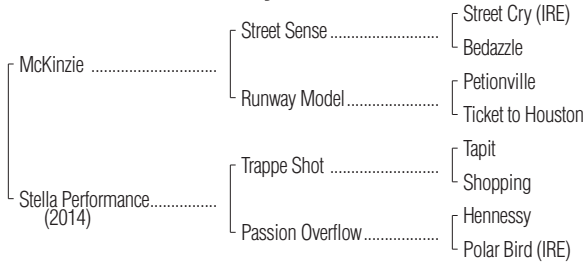 Street Cry (IRE)
Street Sense ........................
Bedazzle
McKinzie ............................
Petionville
Runway Model ....................
Ticket to Houston
Tapit
Trappe Shot ........................
Shopping
Stella Performance...............
(2014)
Hennessy
Passion Overflow.................
Polar Bird (IRE)